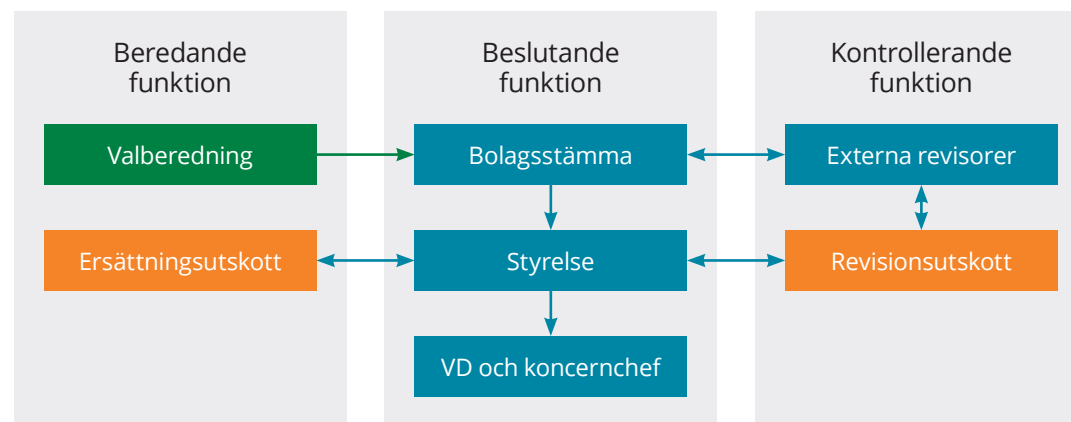 Beredande
funktion
Beslutande
funktion
Kontrollerande
funktion
Valberedning
Bolagsstämma
Externa revisorer
Ersättningsutskott
Styrelse
Revisionsutskott
VD och koncernchef